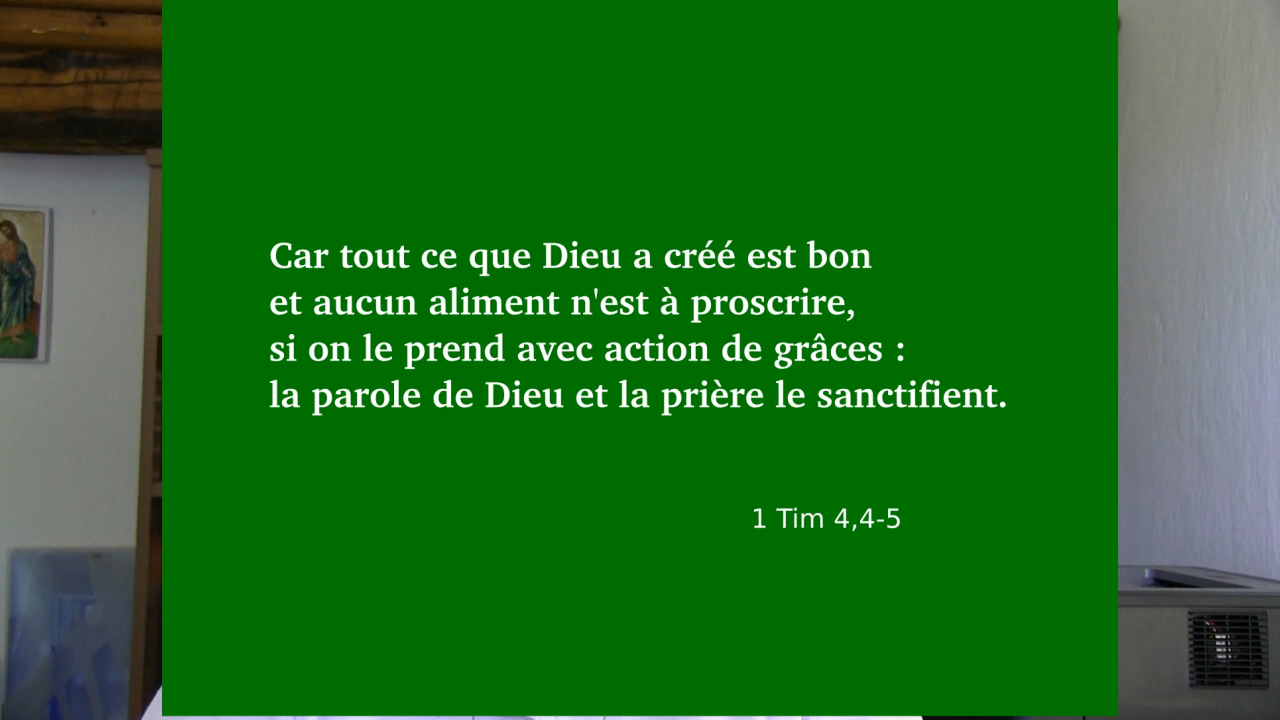 Car tout ce que Dieu a créé est bon
et aucun aliment n'est à proscrire,
si on le prend avec action de grâces :
la parole de Dieu et la prière le sanctifient.
1 Tim 4,4-5